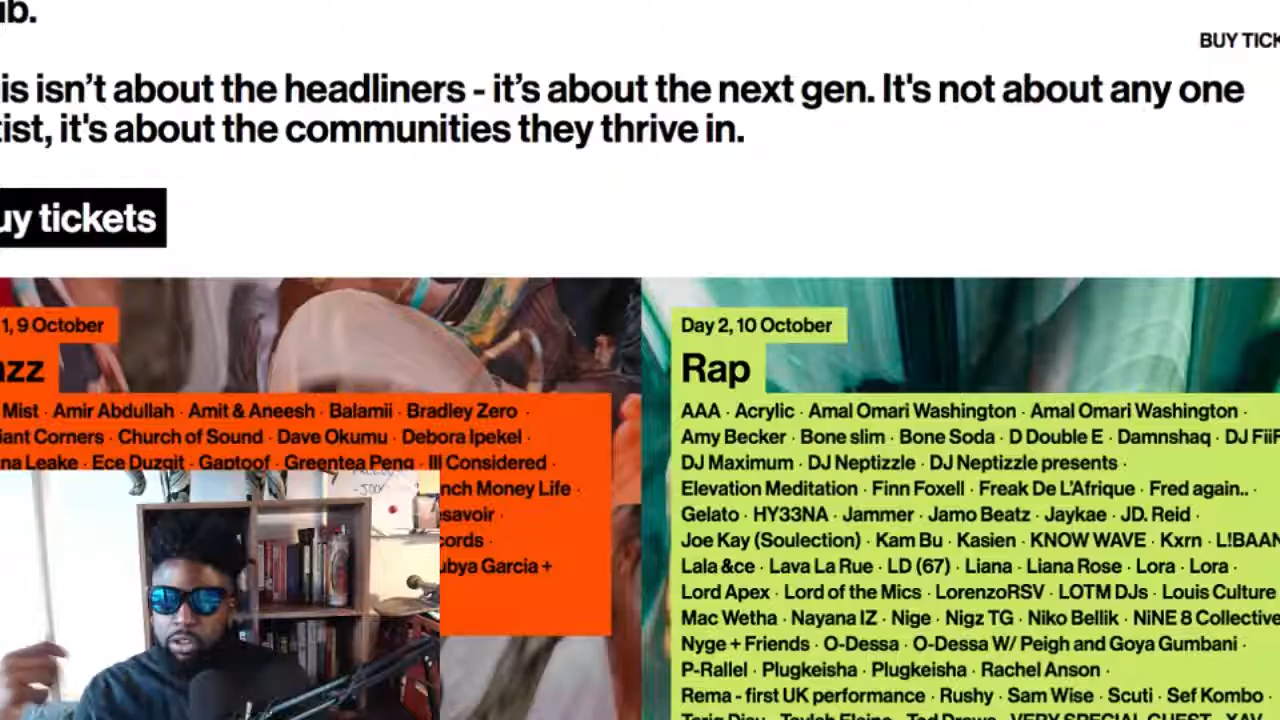 ub.
BUY TICK
is isn't about the headliners - it's about the next gen. It's not about any one
tist, it's about the communities they thrive in.
uy tickets
1, 9 October
azz
Mist · Amir Abdullah · Amit & Aneesh · Balamii · Bradley Zero ·
iant Corners · Church of Sound · Dave Okumu · Debora Ipekel ·
na Leake · Ece Duzgit · Gaptoof · Greentea Peng · Ill Considered ·
nch Money Life ·
esavoir ·
cords ·
ubya Garcia +
Day 2, 10 October
Rap
AAA · Acrylic · Amal Omari Washington · Amal Omari Washington ·
Amy Becker · Bone slim · Bone Soda · D Double E · Damnshaq · DJ FiiF
DJ Maximum · DJ Neptizzle · DJ Neptizzle presents ·
Elevation Meditation · Finn Foxell · Freak De L'Afrique · Fred again.. ·
Gelato · HY33NA · Jammer · Jamo Beatz · Jaykae · JD. Reid ·
Joe Kay (Soulection) · Kam Bu · Kasien · KNOW WAVE · Kxrn · L!BAAN
Lala &ce · Lava La Rue · LD (67) · Liana · Liana Rose · Lora · Lora ·
Lord Apex · Lord of the Mics · LorenzoRSV · LOTM DJs · Louis Culture
Mac Wetha · Nayana IZ · Nige · Nigz TG · Niko Bellik · NiNE 8 Collective
Nyge + Friends · O-Dessa · O-Dessa W/ Peigh and Goya Gumbani ·
P-Rallel · Plugkeisha · Plugkeisha · Rachel Anson ·
Rema - first UK performance · Rushy · Sam Wise · Scuti · Sef Kombo ·